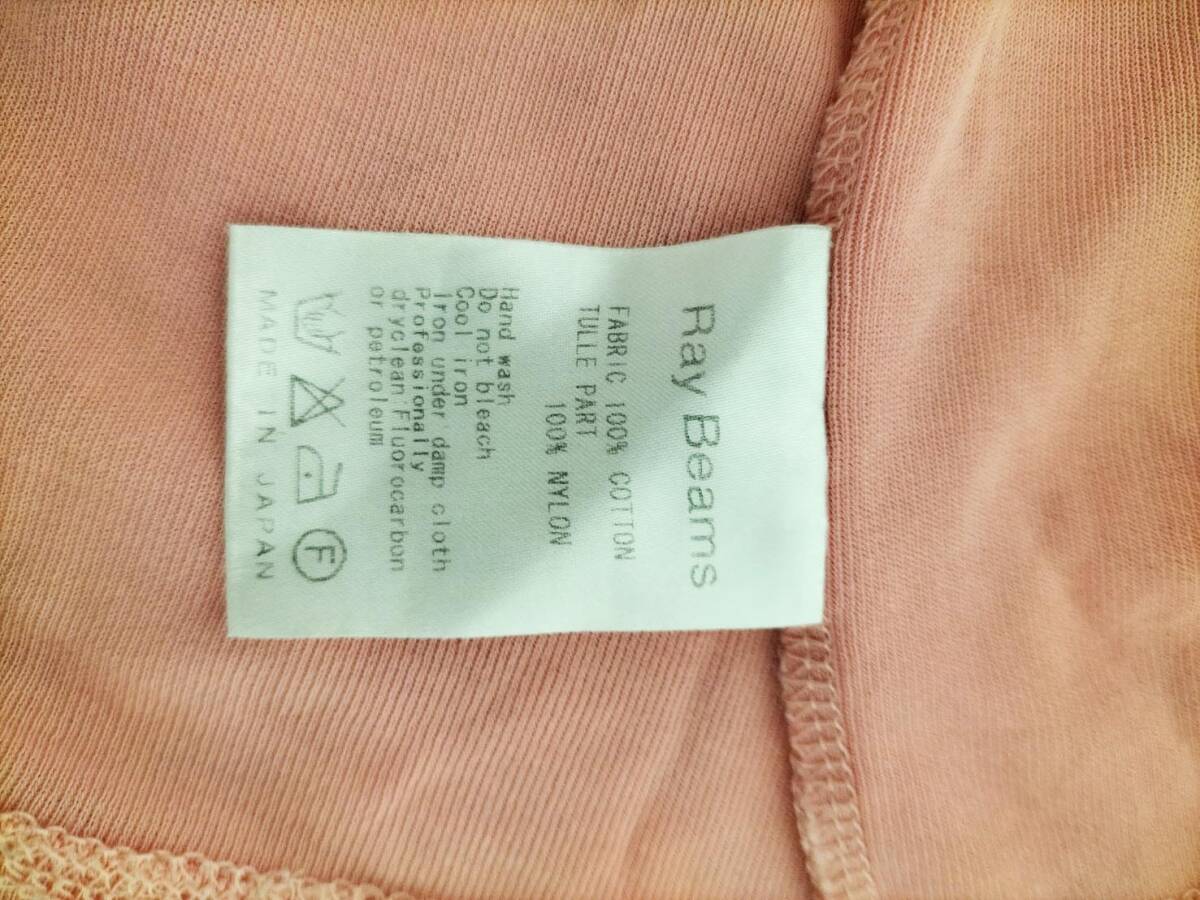 Ray Beams
FABRIC 100% COTTON
TULLE PART
100% NYLON
Hand wash
Do not bleach
Cool iron
Iron under damp cloth
Professionally
dryclean Fluorocarbon
or petroleum
F
MADE IN JAPAN